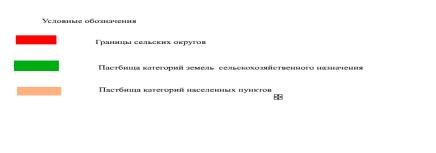 Условные обозначения
Границы сельских округов
Пастбища категорий земель сельскохозяйственного назначения
Пастбища категорий населенных пунктов